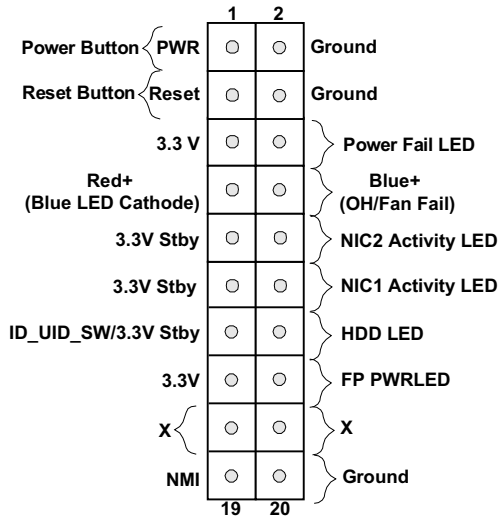 1 2
Power Button PWR Ground
Reset Button Reset Ground
3.3 V Power Fail LED
Red+
(Blue LED Cathode)
Blue+
(OH/Fan Fail)
3.3V Stby NIC2 Activity LED
3.3V Stby NIC1 Activity LED
ID_UID_SW/3.3V Stby HDD LED
3.3V FP PWRLED
X X
NMI Ground
19 20